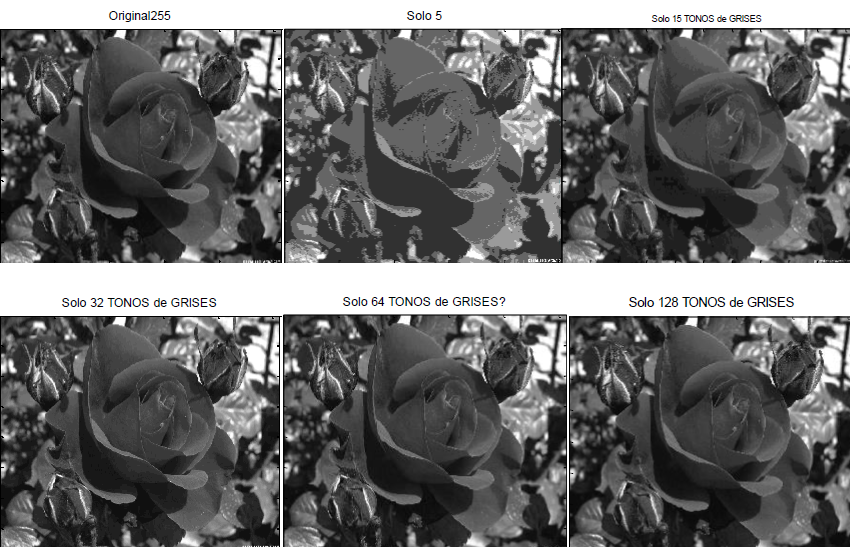 Original255
Solo 5
Solo 15 TONOS de GRISES
Solo 32 TONOS de GRISES
Solo 64 TONOS de GRISES?
Solo 128 TONOS de GRISES